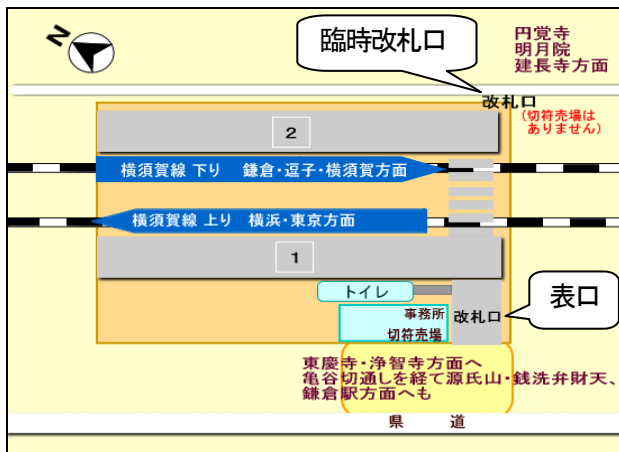 N
臨時改札口
円覚寺
明月院
建長寺方面
改札口
(切符売場は
ありません)
2
横須賀線 下り 鎌倉・逗子・横須賀方面
横須賀線 上り 横浜・東京方面
1
トイレ
事務所
切符売場
改札口
表口
東慶寺・浄智寺方面へ
亀谷切通しを経て源氏山・銭洗弁財天、
鎌倉駅方面へも
県 道